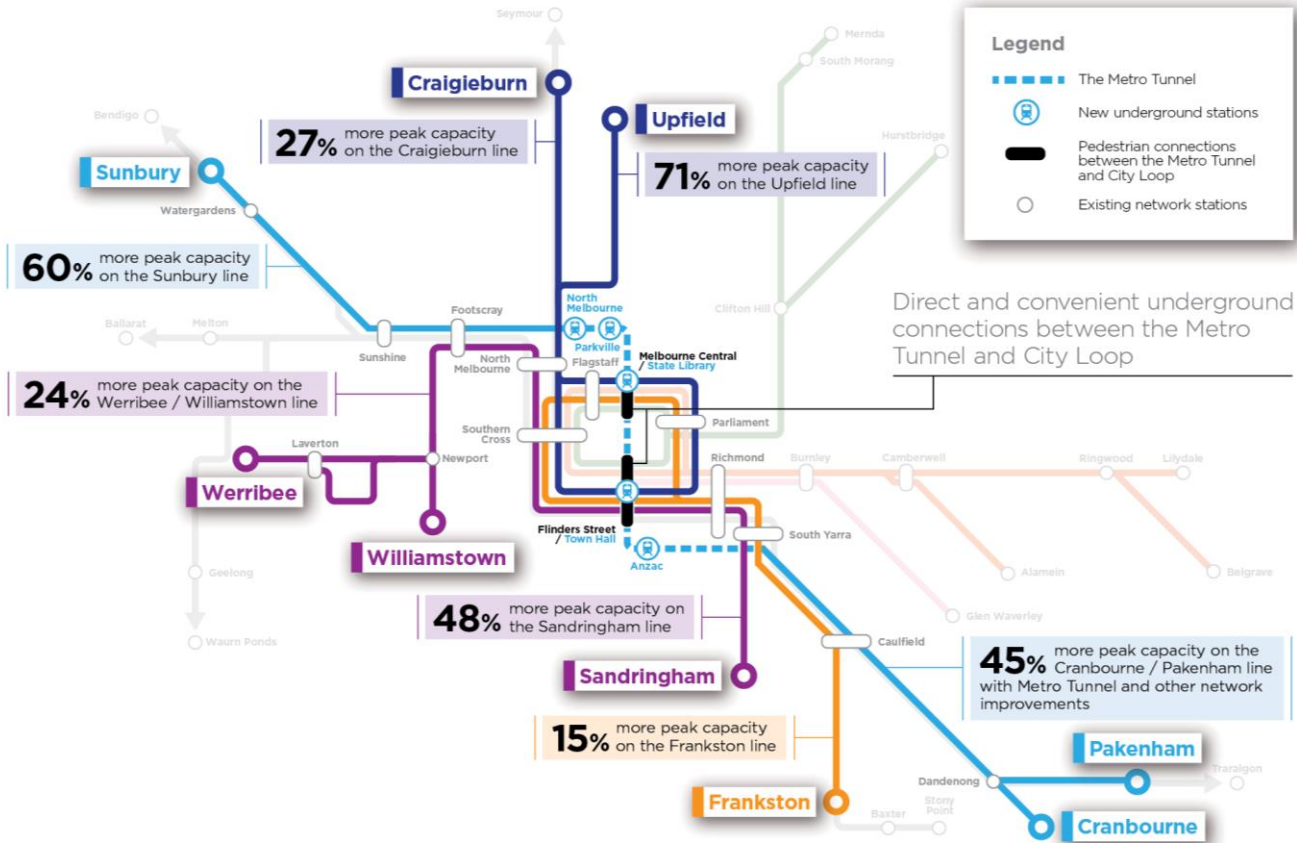 Seymour
Mernda
South Morang
Legend
The Metro Tunnel
New underground stations
Pedestrian connections
between the Metro Tunnel
and City Loop
Existing network stations
Craigieburn
27% more peak capacity
on the Craigieburn line
Upfield
71% more peak capacity
on the Upfield line
Bendigo
Hurstbridge
Sunbury
Watergardens
60% more peak capacity
on the Sunbury line
Ballarat
Melton
Sunshine
Footscray
North
Melbourne
Parkville
Clifton Hill
Direct and convenient underground
connections between the Metro
Tunnel and City Loop
North
Melbourne
Flagstaff
Melbourne Central
/ State Library
24% more peak capacity on the
Werribee / Williamstown line
Southern
Cross
Parliament
Laverton
Newport
Richmond
Burnley
Camberwell
Ringwood
Lilydale
Werribee
Williamstown
Flinders Street
/ Town Hall
South Yarra
Anzac
Geelong
Alamein
Belgrave
Glen Waverley
Waurn Ponds
48% more peak capacity on
the Sandringham line
Caulfield
45% more peak capacity on the
Cranbourne / Pakenham line
with Metro Tunnel and other network
improvements
Sandringham
15% more peak capacity
on the Frankston line
Pakenham
Dandenong
Traralgon
Frankston
Baxter
Stony
Point
Cranbourne